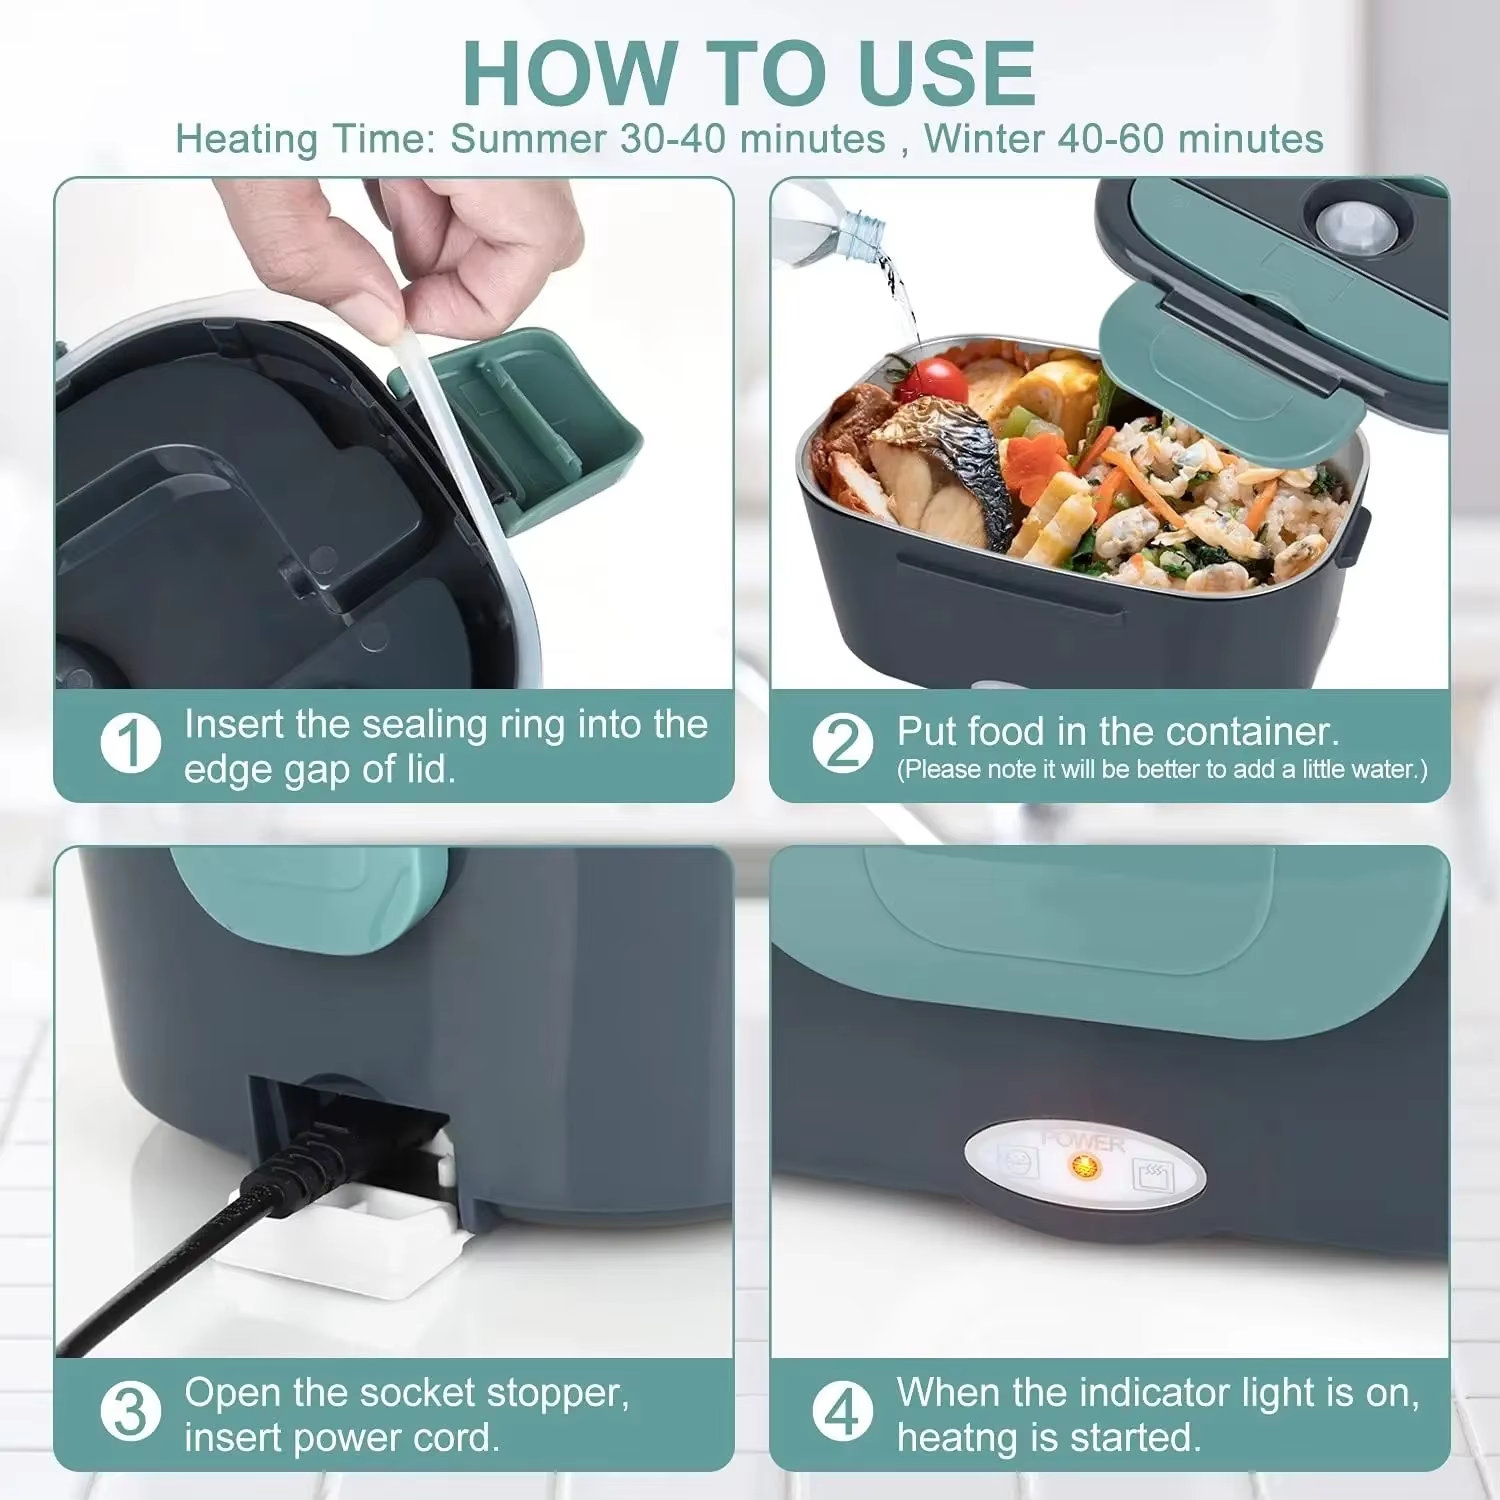 HOW TO USE
Heating Time: Summer 30-40 minutes , Winter 40-60 minutes
1 Insert the sealing ring into the
edge gap of lid.
2 Put food in the container.
(Please note it will be better to add a little water.)
POWER
3 Open the socket stopper,
insert power cord.
4 When the indicator light is on,
heatng is started.